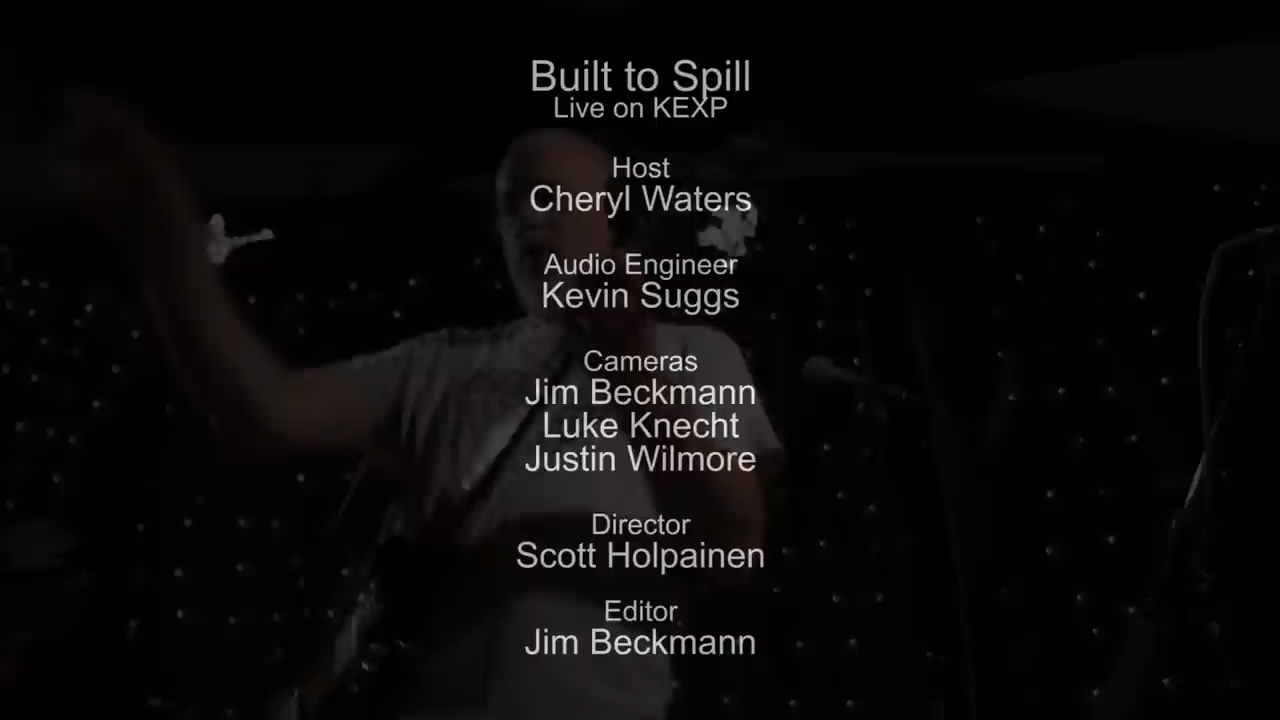 Built to Spill
Live on KEXP
Host
Cheryl Waters
Audio Engineer
Kevin Suggs
Cameras
Jim Beckmann
Luke Knecht
Justin Wilmore
Director
Scott Holpainen
Editor
Jim Beckmann